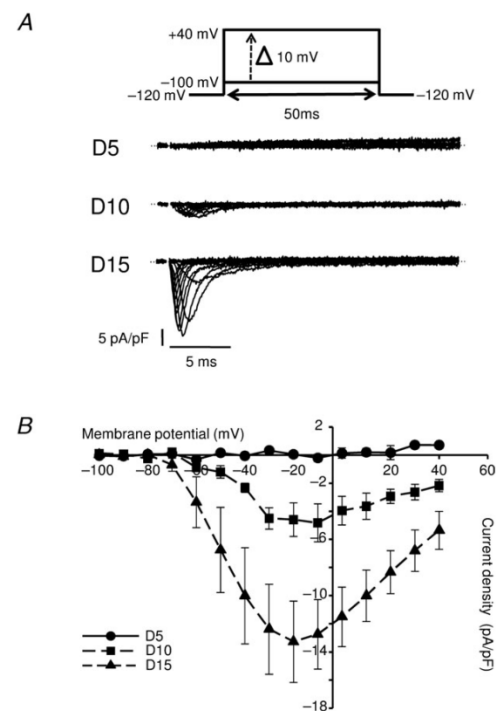 A
+40 mV
Δ 10 mV
−100 mV
−120 mV
−120 mV
50ms
D5
D10
D15
5 pA/pF
5 ms
B
Membrane potential (mV)
2
−100 −80 −60 −40 −20 0 20 40 60
−2
−6
−10
−14
−18
Current density (pA/pF)
D5
D10
D15